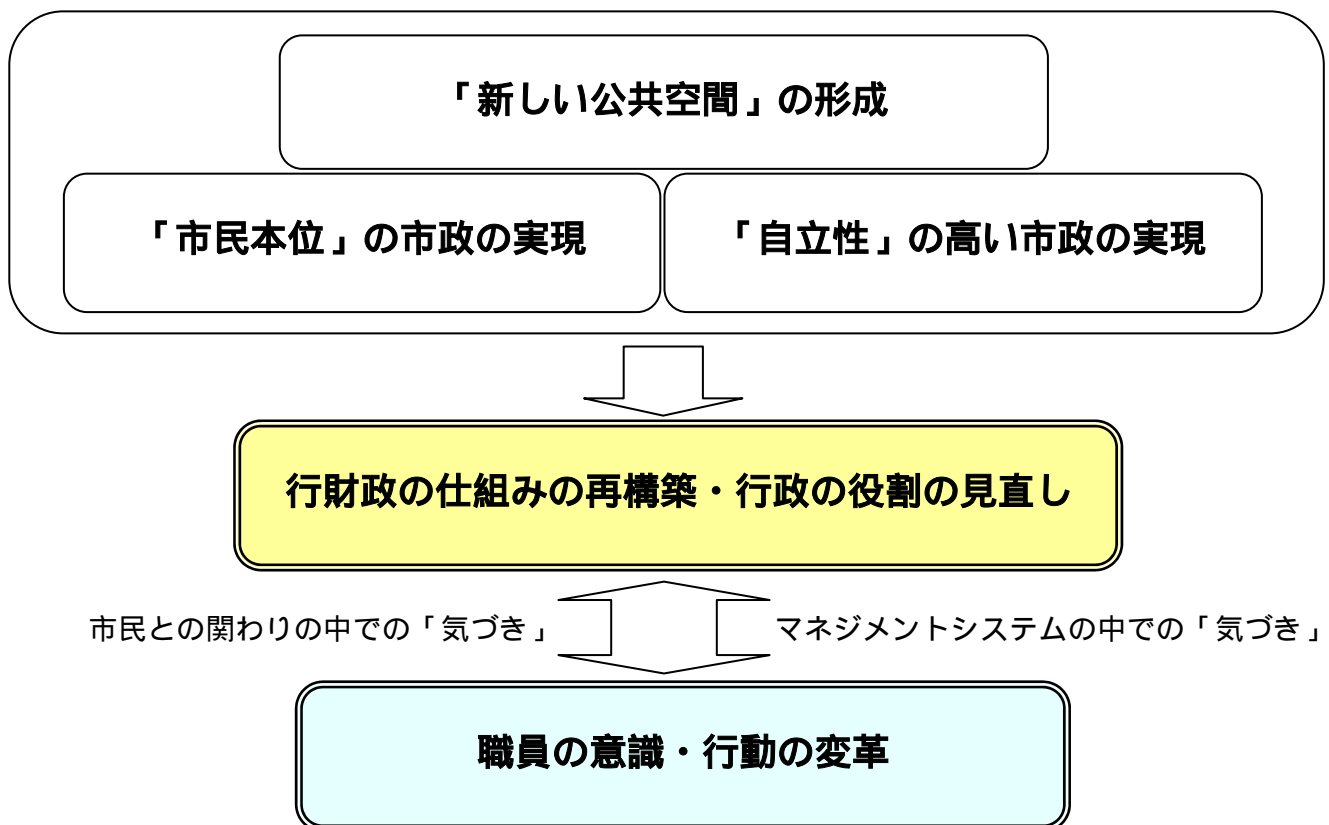 「新しい公共空間」の形成
「市民本位」の市政の実現
「自立性」の高い市政の実現
行財政の仕組みの再構築・行政の役割の見直し
市民との関わりの中での「気づき」
マネジメントシステムの中での「気づき」
職員の意識・行動の変革